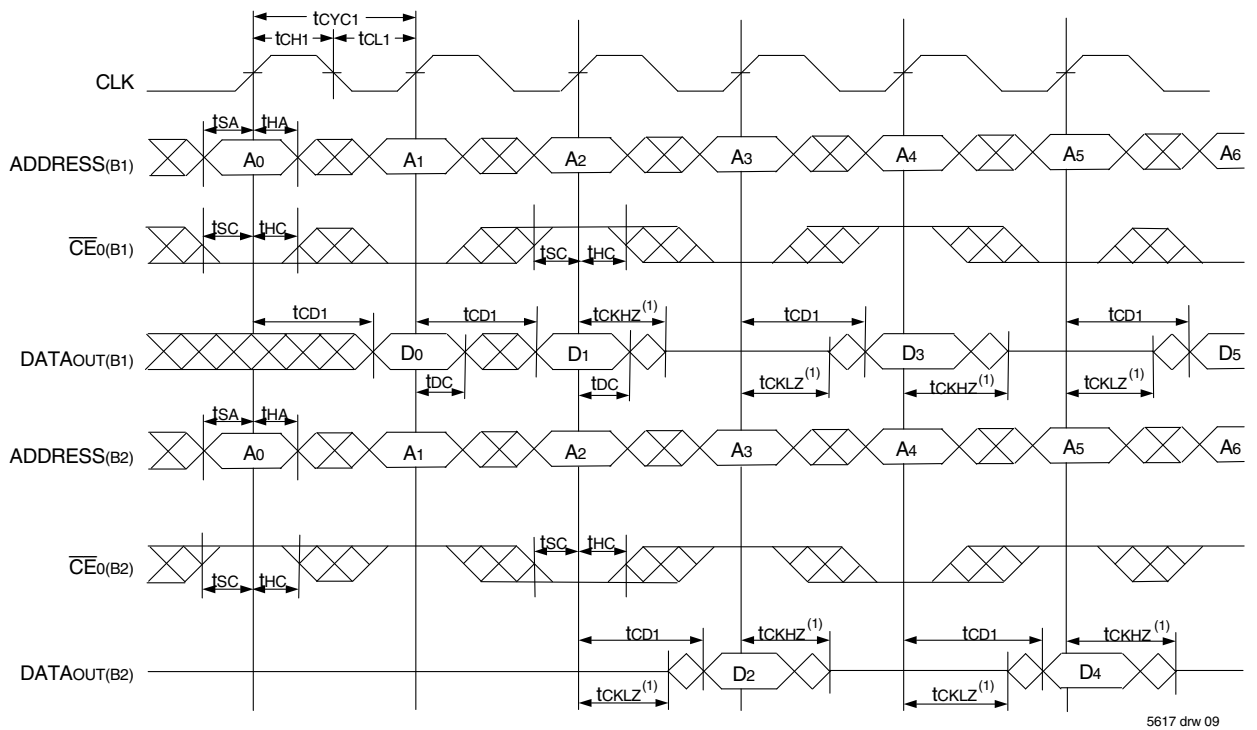 tCYC1
tCH1 tCL1
CLK
tSA tHA
ADDRESS(B1) A0 A1 A2 A3 A4 A5 A6
tSC tHC
CE0(B1)
tSC tHC
tCD1 tCD1 tCKHZ(1) tCD1 tCD1
DATAOUT(B1) D0 D1 D3 D5
tDC tDC tCKLZ(1) tCKHZ(1) tCKLZ(1)
tSA tHA
ADDRESS(B2) A0 A1 A2 A3 A4 A5 A6
tSC tHC
CE0(B2)
tSC tHC
tCD1 tCKHZ(1) tCD1 tCKHZ(1)
DATAOUT(B2) D2 D4
tCKLZ(1) tCKLZ(1)
5617 drw 09